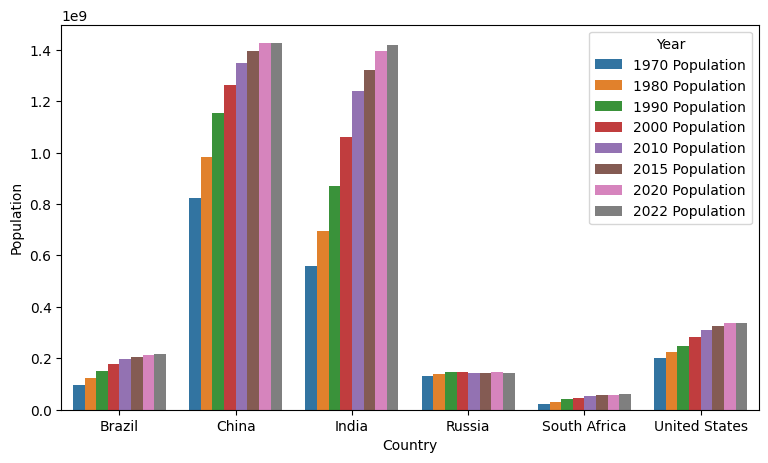 1e9
Year
1970 Population
1980 Population
1990 Population
2000 Population
2010 Population
2015 Population
2020 Population
2022 Population
Population
1.4
1.2
1.0
0.8
0.6
0.4
0.2
0.0
Brazil China India Russia South Africa United States
Country